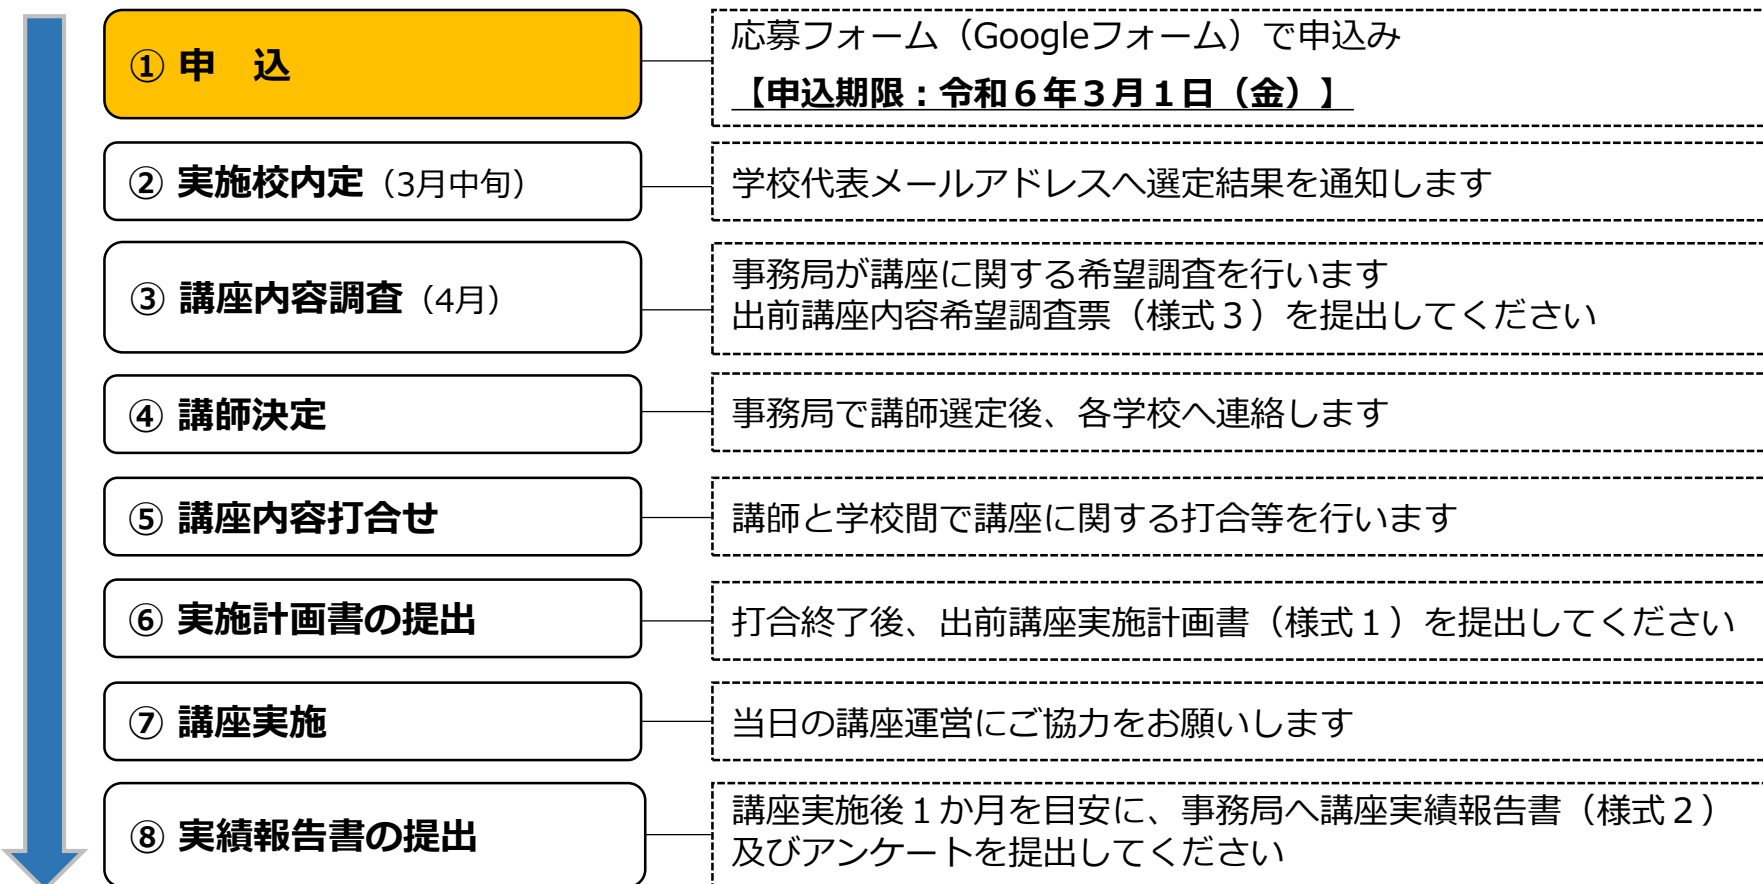 ① 申　込
応募フォーム（Googleフォーム）で申込み
【申込期限：令和６年３月１日（金）】
② 実施校内定（3月中旬）
学校代表メールアドレスへ選定結果を通知します
③ 講座内容調査（4月）
事務局が講座に関する希望調査を行います
出前講座内容希望調査票（様式３）を提出してください
④ 講師決定
事務局で講師選定後、各学校へ連絡します
⑤ 講座内容打合せ
講師と学校間で講座に関する打合等を行います
⑥ 実施計画書の提出
打合終了後、出前講座実施計画書（様式１）を提出してください
⑦ 講座実施
当日の講座運営にご協力をお願いします
⑧ 実績報告書の提出
講座実施後１か月を目安に、事務局へ講座実績報告書（様式２）
及びアンケートを提出してください